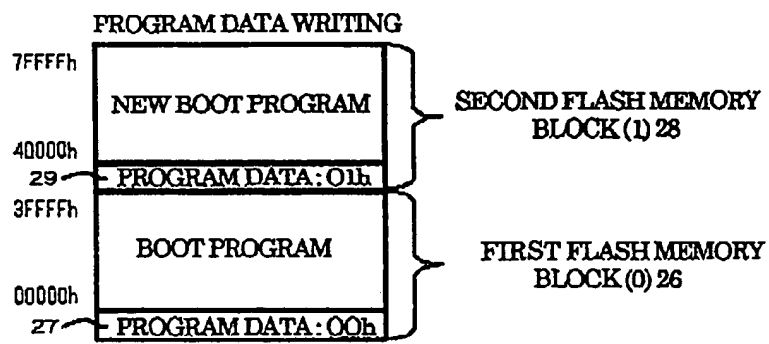 PROGRAM DATA WRITING
7FFFFh
NEW BOOT PROGRAM
SECOND FLASH MEMORY
BLOCK (1) 28
40000h
29
PROGRAM DATA : 01h
3FFFFh
BOOT PROGRAM
FIRST FLASH MEMORY
BLOCK (0) 26
00000h
27
PROGRAM DATA : 00h